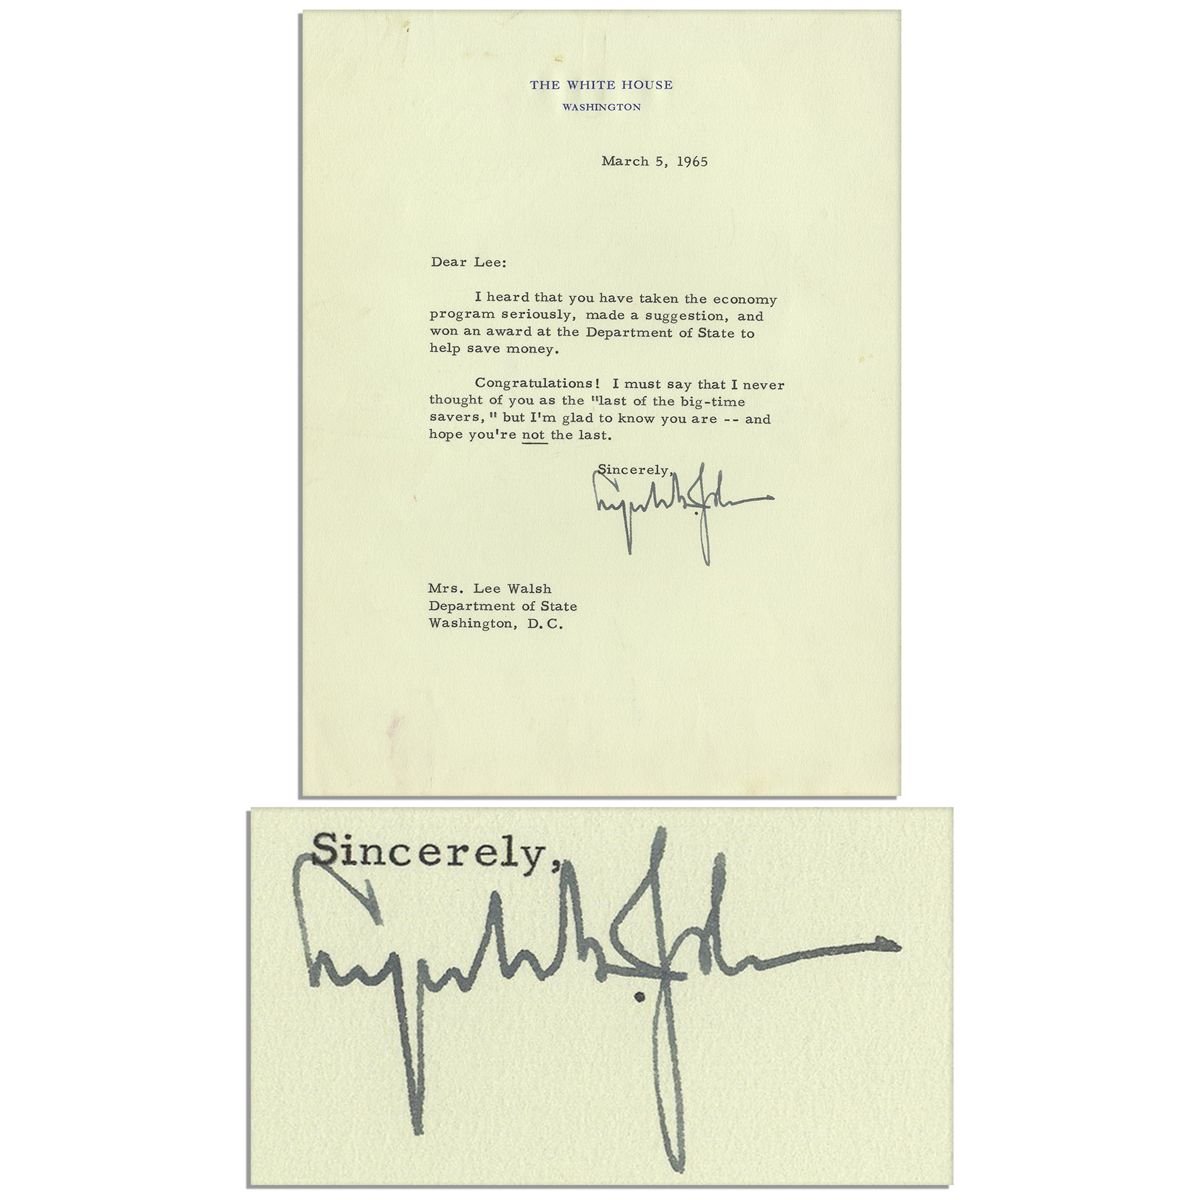 THE WHITE HOUSE
WASHINGTON
March 5, 1965
Dear Lee:
I heard that you have taken the economy
program seriously, made a suggestion, and
won an award at the Department of State to
help save money.
Congratulations! I must say that I never
thought of you as the "last of the big-time
savers," but I'm glad to know you are -- and
hope you're not the last.
Sincerely,
Mrs. Lee Walsh
Department of State
Washington, D.C.
Sincerely,